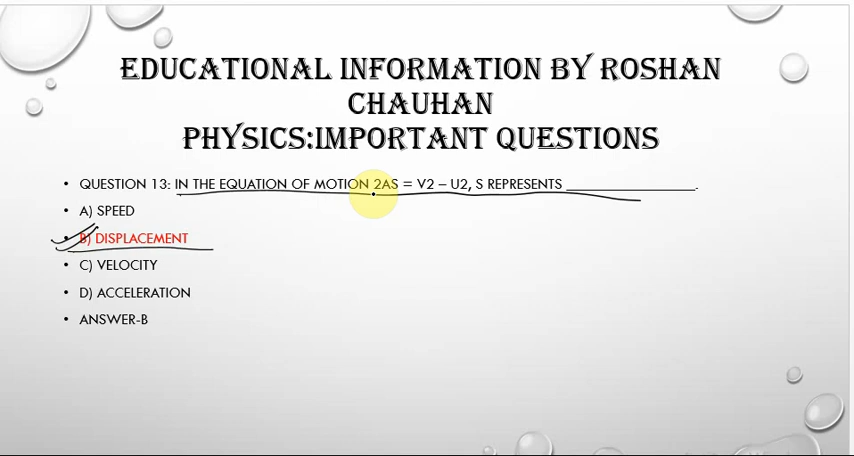 EDUCATIONAL INFORMATION BY ROSHAN
CHAUHAN
PHYSICS:IMPORTANT QUESTIONS
• QUESTION 13: IN THE EQUATION OF MOTION 2AS = V2 – U2, S REPRESENTS ____________________.
• A) SPEED
• B) DISPLACEMENT
• C) VELOCITY
• D) ACCELERATION
• ANSWER-B